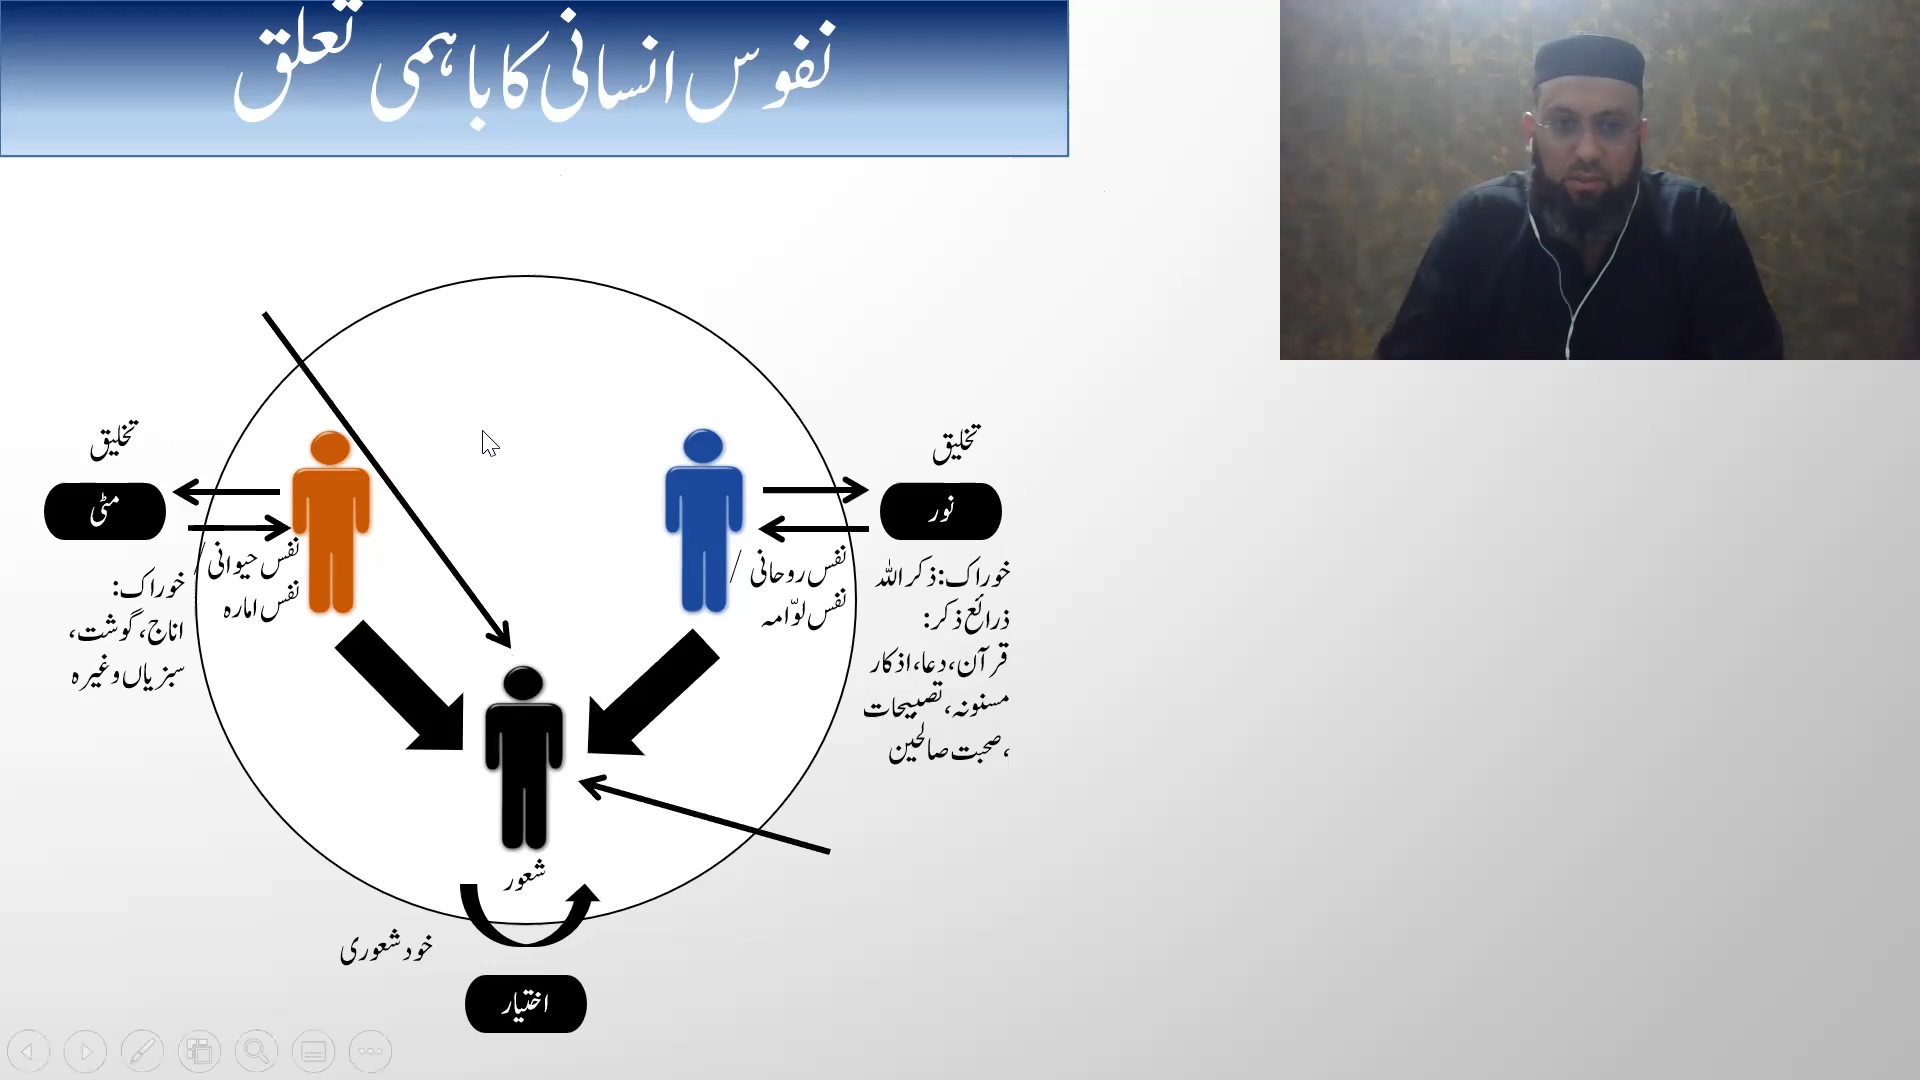 نفوس انسانی کا باہمی تعلق
تخلیق
نور
نفس روحانی /
نفس لوّامہ
خوراک: ذکر اللہ
ذرائع ذکر:
قرآن، دعا، اذکار
مسنونہ، تصبیحات
، صحبت صالحین
تخلیق
مٹی
نفس حیوانی /
نفس امارہ
خوراک:
اناج، گوشت،
سبزیاں وغیرہ
شعور
خود شعوری
اختیار